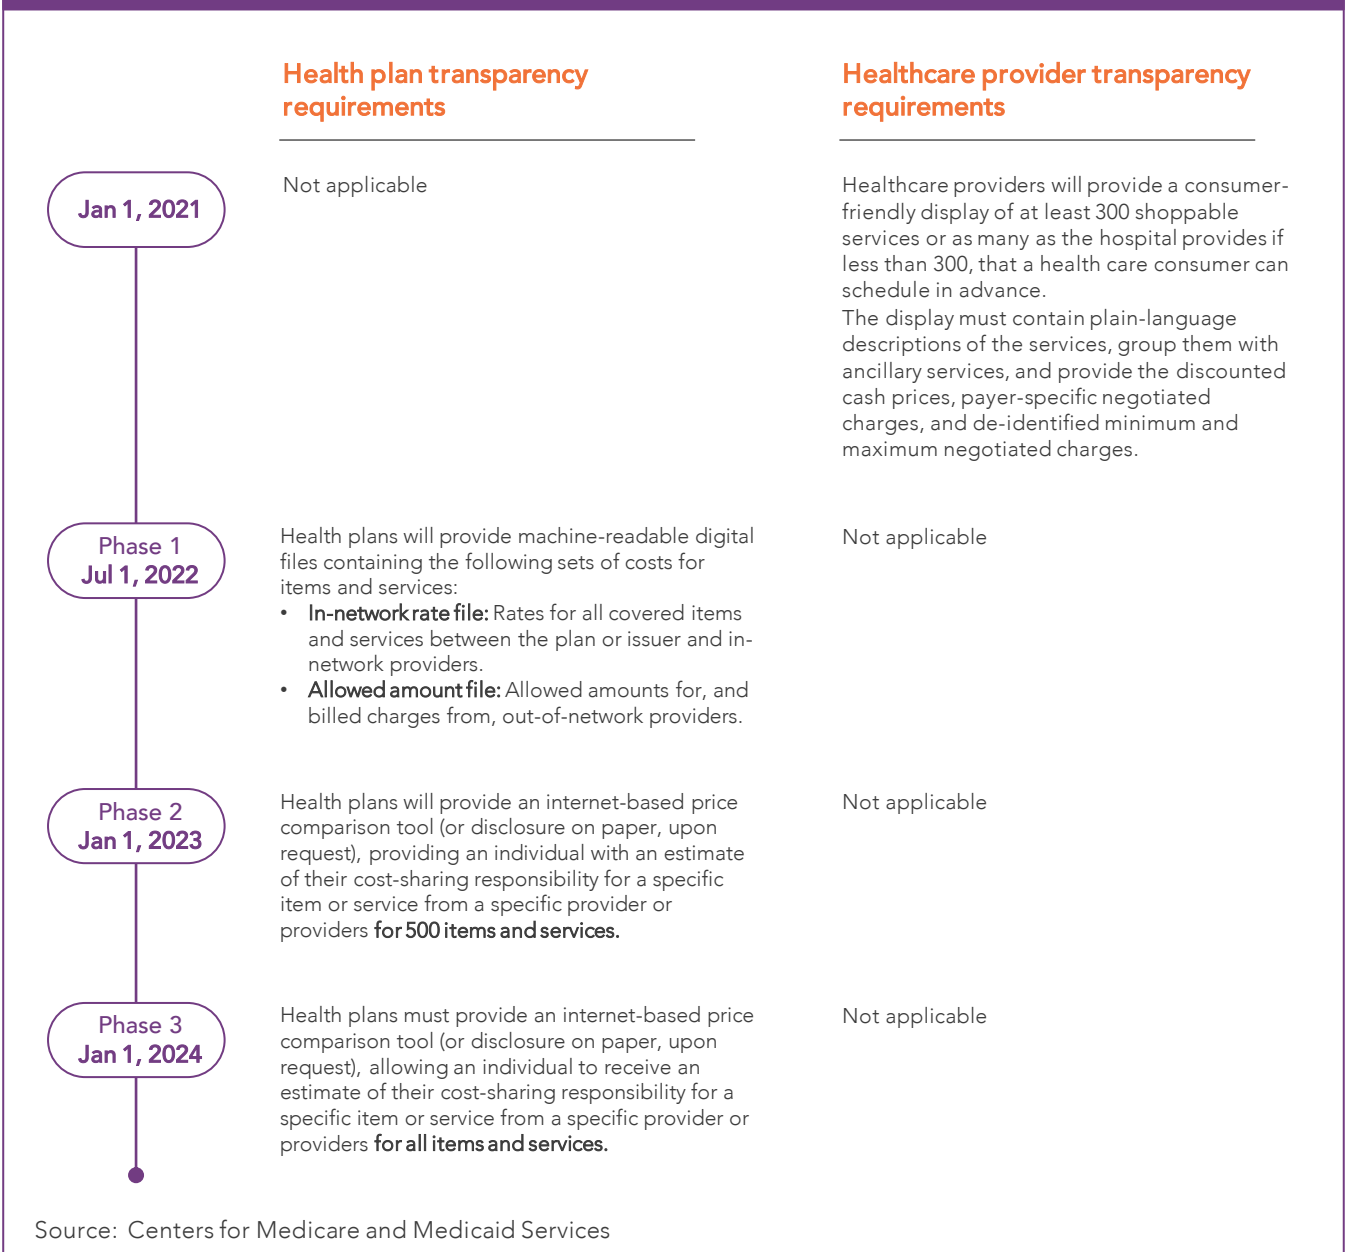 Health plan transparency
requirements
Healthcare provider transparency
requirements
Jan 1, 2021
Not applicable
Healthcare providers will provide a consumer-
friendly display of at least 300 shoppable
services or as many as the hospital provides if
less than 300, that a health care consumer can
schedule in advance.
The display must contain plain-language
descriptions of the services, group them with
ancillary services, and provide the discounted
cash prices, payer-specific negotiated
charges, and de-identified minimum and
maximum negotiated charges.
Phase 1
Jul 1, 2022
Health plans will provide machine-readable digital
files containing the following sets of costs for
items and services:
• In-network rate file: Rates for all covered items
and services between the plan or issuer and in-
network providers.
• Allowed amount file: Allowed amounts for, and
billed charges from, out-of-network providers.
Not applicable
Phase 2
Jan 1, 2023
Health plans will provide an internet-based price
comparison tool (or disclosure on paper, upon
request), providing an individual with an estimate
of their cost-sharing responsibility for a specific
item or service from a specific provider or
providers for 500 items and services.
Not applicable
Phase 3
Jan 1, 2024
Health plans must provide an internet-based price
comparison tool (or disclosure on paper, upon
request), allowing an individual to receive an
estimate of their cost-sharing responsibility for a
specific item or service from a specific provider or
providers for all items and services.
Not applicable
Source: Centers for Medicare and Medicaid Services